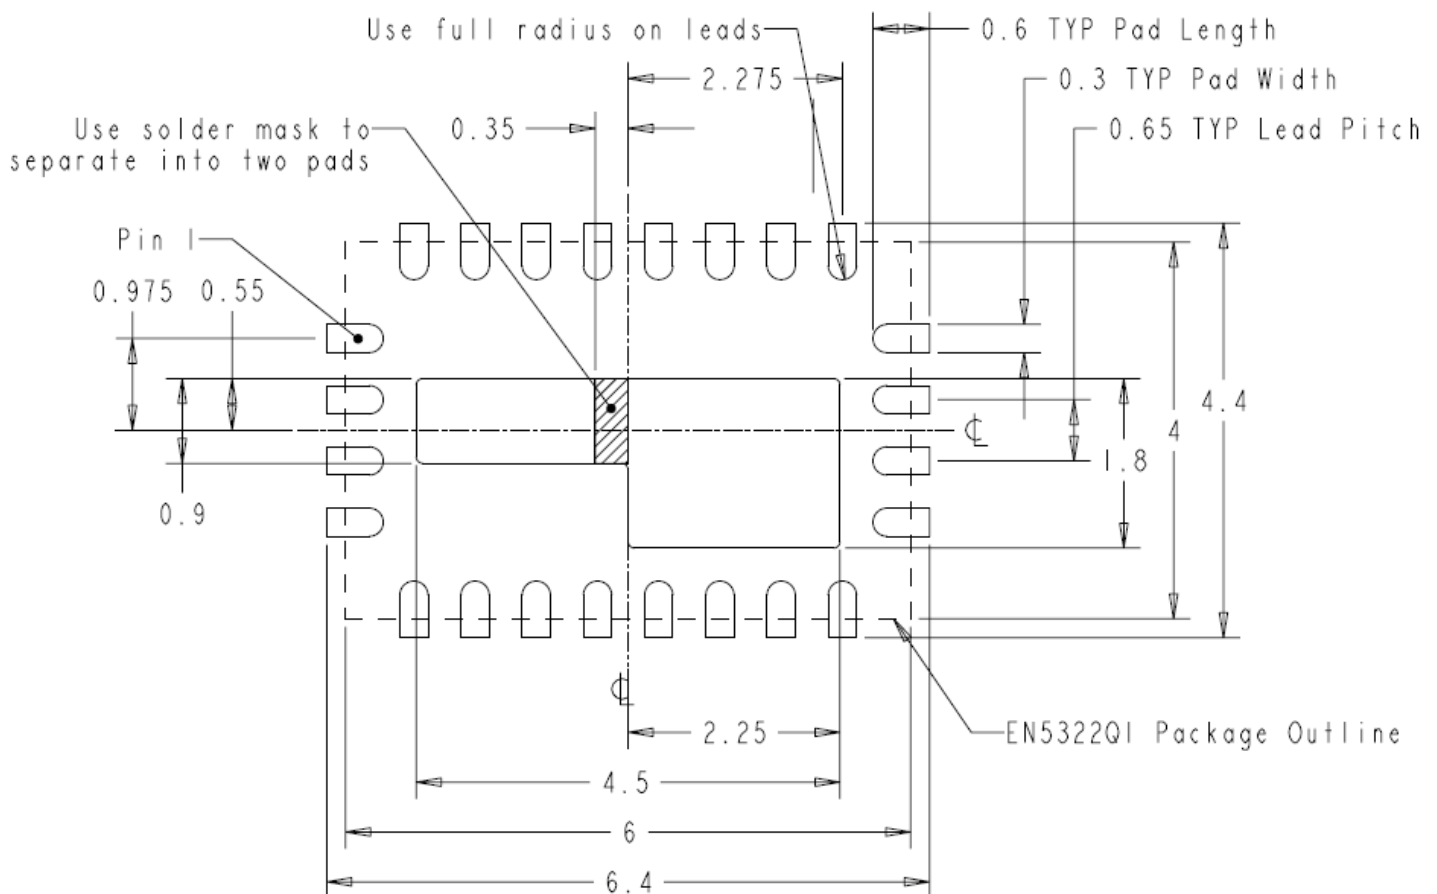 Use full radius on leads
0.6 TYP Pad Length
2.275
0.3 TYP Pad Width
Use solder mask to
separate into two pads
0.35
0.65 TYP Lead Pitch
Pin 1
0.975
0.55
4.4
4
1.8
℄
0.9
℄
2.25
EN5322QI Package Outline
4.5
6
6.4